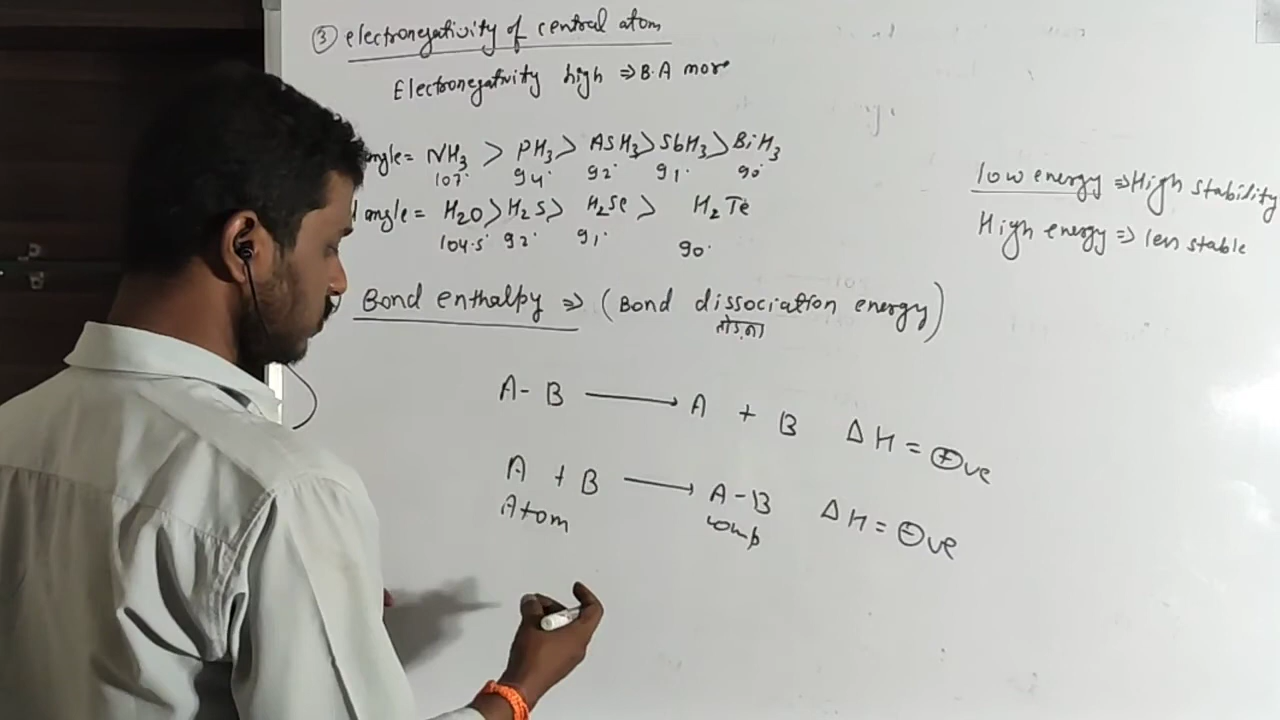 ③ electronegativity of central atom
Electronegativity high ⇒ B.A more
angle = NH3 > PH3 > ASH3 > SbH3 > BiH3
107° 94° 92° 91° 90°
angle = H2O > H2S > H2Se > H2Te
104.5° 92° 91° 90°
low energy ⇒ High stability
High energy ⇒ less stable
Bond enthalpy ⇒ (Bond dissociation energy)
तोड़ना
A-B ⟶ A + B ΔH = ⊕ve
A + B ⟶ A-B ΔH = ⊖ve
Atom comp